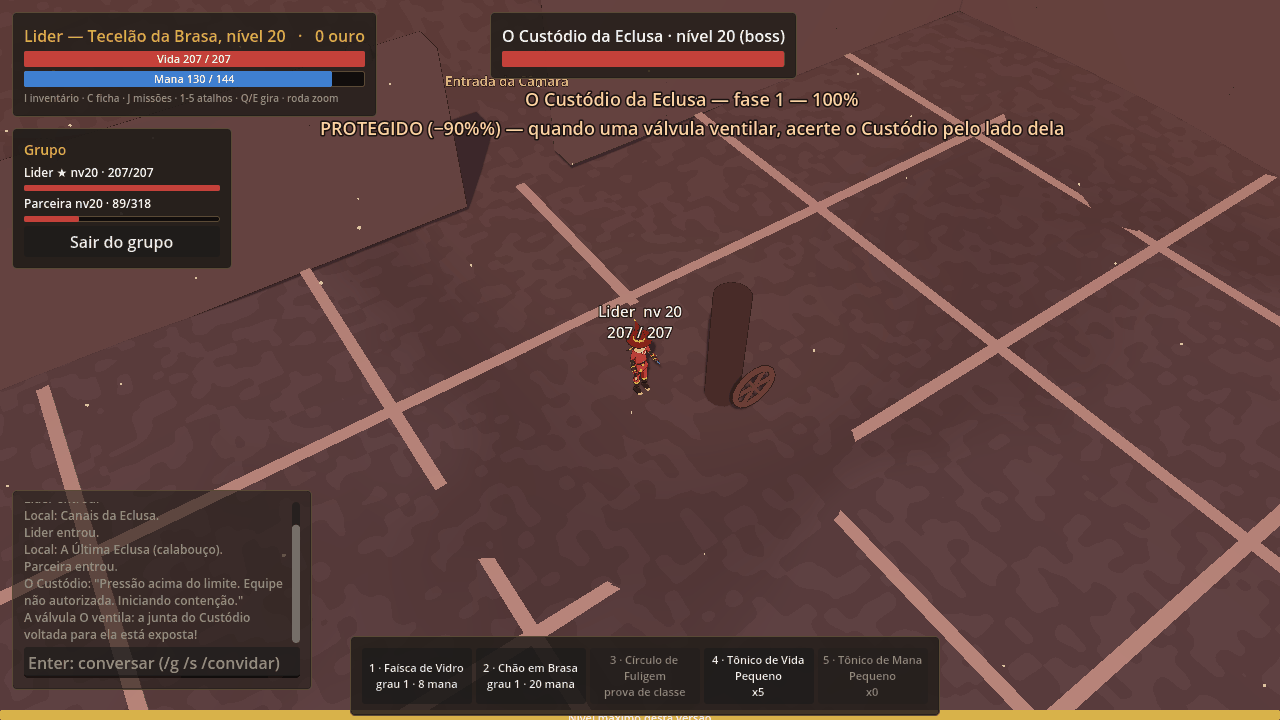 Lider — Tecelão da Brasa, nível 20 · 0 ouro
Vida 207 / 207
Mana 130 / 144
I inventário · C ficha · J missões · 1-5 atalhos · Q/E gira · roda zoom
O Custódio da Eclusa · nível 20 (boss)
Entrada da Câmara
O Custódio da Eclusa — fase 1 — 100%
PROTEGIDO (−90%%) — quando uma válvula ventilar, acerte o Custódio pelo lado dela
Grupo
Lider ★ nv20 · 207/207
Parceira nv20 · 89/318
Sair do grupo
Lider nv 20
207 / 207
Lider entrou.
Local: Canais da Eclusa.
Lider entrou.
Local: A Última Eclusa (calabouço).
Parceira entrou.
O Custódio: "Pressão acima do limite. Equipe
não autorizada. Iniciando contenção."
A válvula O ventila: a junta do Custódio
voltada para ela está exposta!
Enter: conversar (/g /s /convidar)
1 · Faísca de Vidro
grau 1 · 8 mana
2 · Chão em Brasa
grau 1 · 20 mana
3 · Círculo de
Fuligem
prova de classe
4 · Tônico de Vida
Pequeno
x5
5 · Tônico de Mana
Pequeno
x0
Nível máximo desta versão